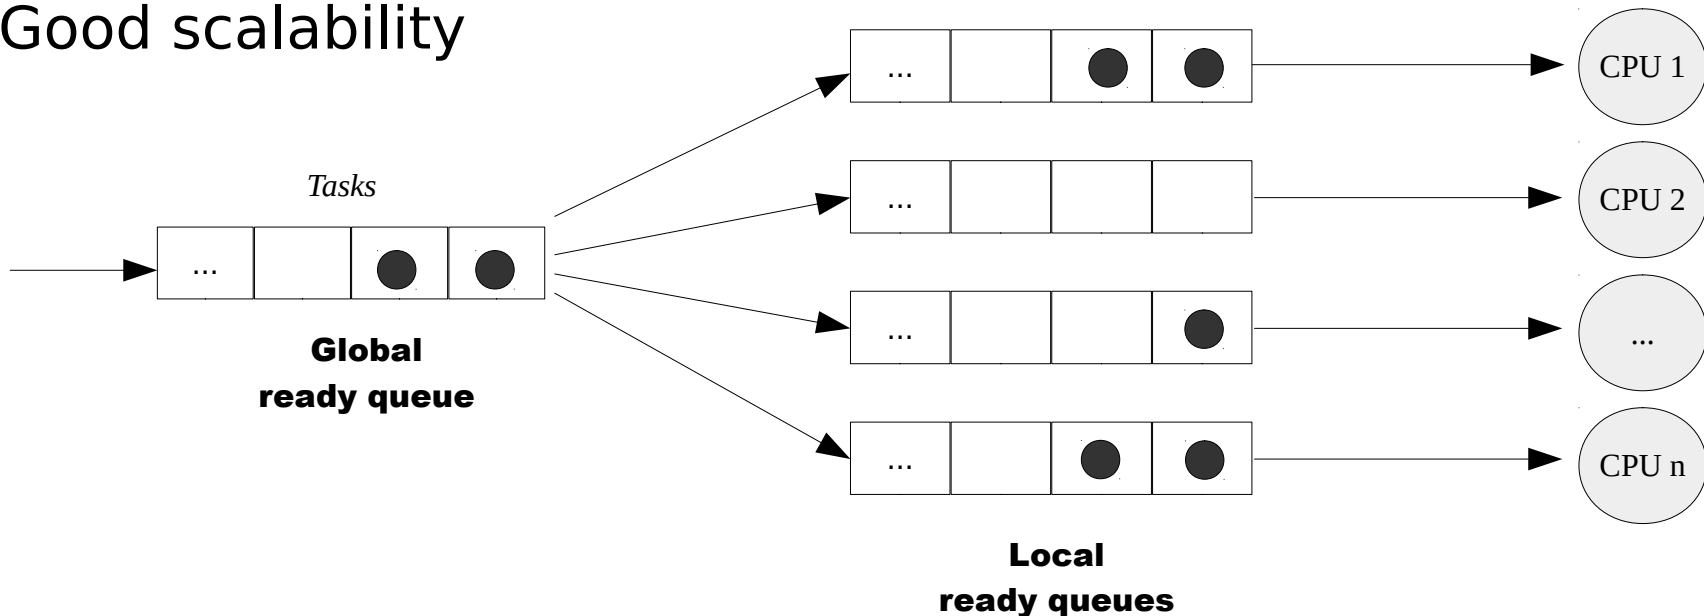 Good scalability
...
CPU 1
Tasks
...
CPU 2
...
Global
ready queue
...
...
...
CPU n
Local
ready queues